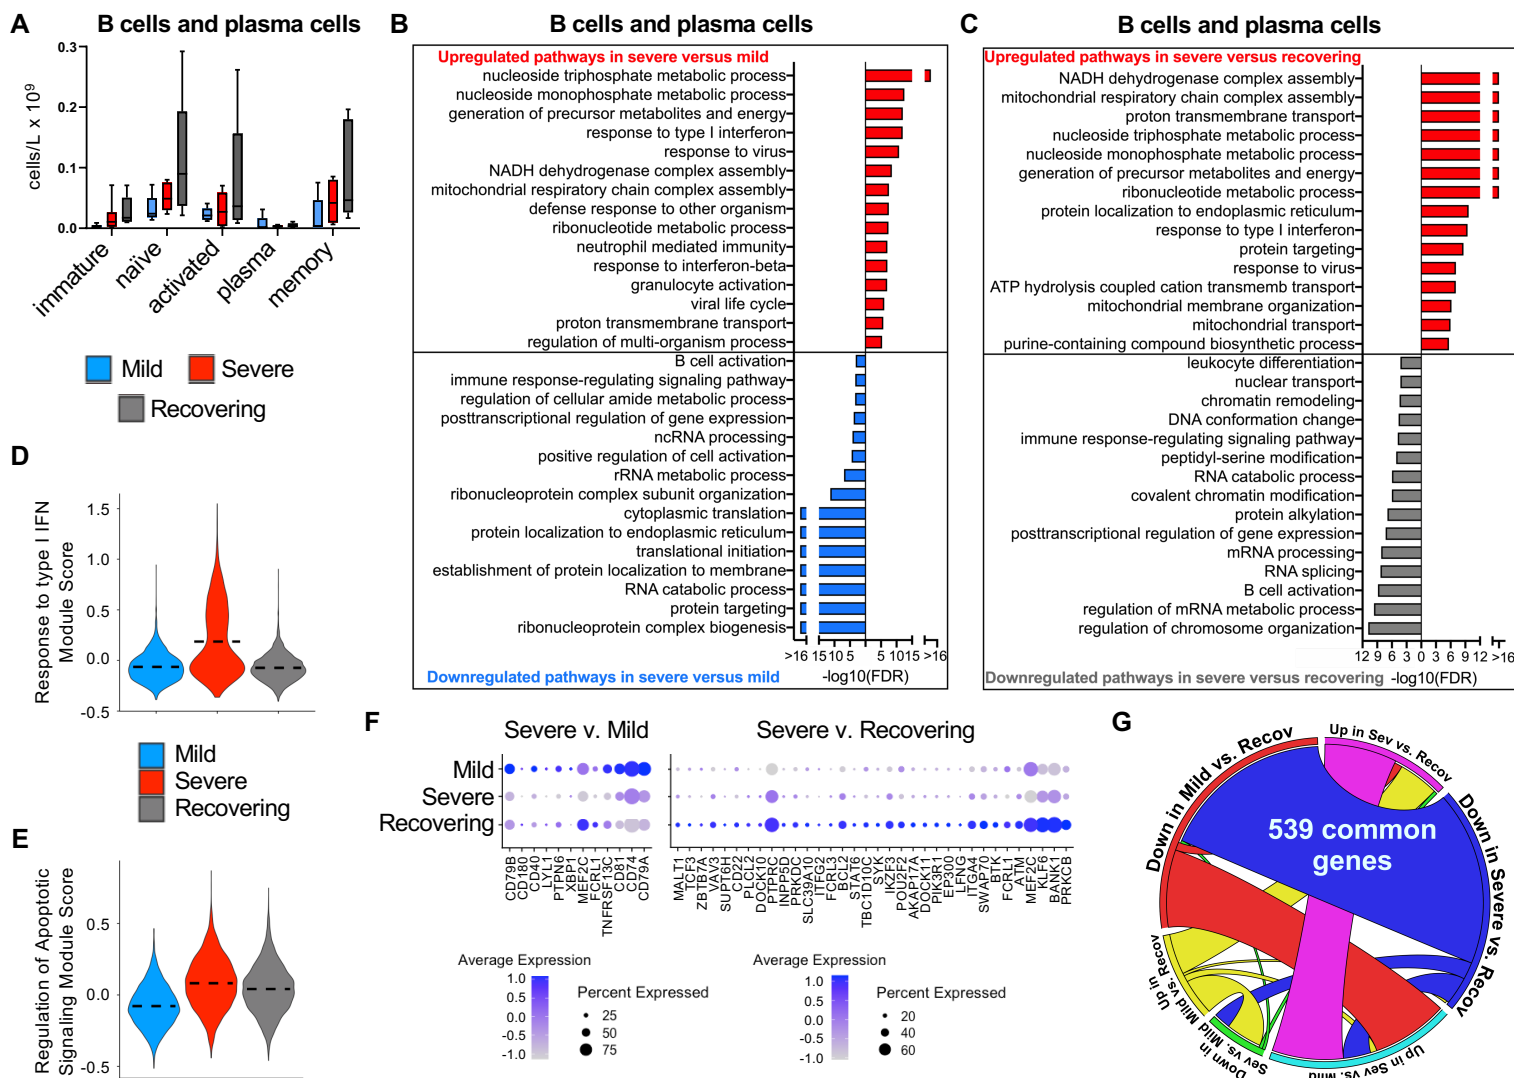 A
B cells and plasma cells
0.3
0.2
0.1
0.0
cells/L x 10⁹
immature
naïve
activated
plasma
memory
Mild
Severe
Recovering
B
B cells and plasma cells
Upregulated pathways in severe versus mild
nucleoside triphosphate metabolic process
nucleoside monophosphate metabolic process
generation of precursor metabolites and energy
response to type I interferon
response to virus
NADH dehydrogenase complex assembly
mitochondrial respiratory chain complex assembly
defense response to other organism
ribonucleotide metabolic process
neutrophil mediated immunity
response to interferon-beta
granulocyte activation
viral life cycle
proton transmembrane transport
regulation of multi-organism process
B cell activation
immune response-regulating signaling pathway
regulation of cellular amide metabolic process
posttranscriptional regulation of gene expression
ncRNA processing
positive regulation of cell activation
rRNA metabolic process
ribonucleoprotein complex subunit organization
cytoplasmic translation
protein localization to endoplasmic reticulum
translational initiation
establishment of protein localization to membrane
RNA catabolic process
protein targeting
ribonucleoprotein complex biogenesis
>16 15 10 5 5 10 15 >16
Downregulated pathways in severe versus mild
-log10(FDR)
C
B cells and plasma cells
Upregulated pathways in severe versus recovering
NADH dehydrogenase complex assembly
mitochondrial respiratory chain complex assembly
proton transmembrane transport
nucleoside triphosphate metabolic process
nucleoside monophosphate metabolic process
generation of precursor metabolites and energy
ribonucleotide metabolic process
protein localization to endoplasmic reticulum
response to type I interferon
protein targeting
response to virus
ATP hydrolysis coupled cation transmemb transport
mitochondrial membrane organization
mitochondrial transport
purine-containing compound biosynthetic process
leukocyte differentiation
nuclear transport
chromatin remodeling
DNA conformation change
immune response-regulating signaling pathway
peptidyl-serine modification
RNA catabolic process
covalent chromatin modification
protein alkylation
posttranscriptional regulation of gene expression
mRNA processing
RNA splicing
B cell activation
regulation of mRNA metabolic process
regulation of chromosome organization
12 9 6 3 0 3 6 9 12 >16
Downregulated pathways in severe versus recovering
-log10(FDR)
D
Response to type I IFN
Module Score
1.5
1.0
0.5
0.0
-0.5
Mild
Severe
Recovering
E
Regulation of Apoptotic
Signaling Module Score
0.5
0.0
-0.5
F
Severe v. Mild
Severe v. Recovering
Mild
Severe
Recovering
CD79B
CD180
CD40
LYL1
PTPN6
XBP1
MEF2C
FCRL1
TNFRSF13C
CD81
CD74
CD79A
MALT1
TCF3
ZBTB7A
VAV3
SUPT6H
CD22
PLCL2
DOCK10
PTPRC
INPP5D
PRKDC
SLC39A10
ITFG2
FCRL3
BCL2
STAT6
TBC1D10C
SYK
IKZF3
POU2F2
AKAP17A
DOCK11
PIK3R1
EP300
LFNG
ITGA4
SWAP70
BTK
FCRL1
ATM
MEF2C
KLF6
BANK1
PRKCB
Average Expression
1.0
0.5
0.0
-0.5
-1.0
Percent Expressed
25
50
75
Average Expression
1.0
0.5
0.0
-0.5
-1.0
Percent Expressed
20
40
60
G
Down in Mild vs. Recov
Up in Sev vs. Recov
Down in Severe vs. Recov
Up in Sev vs. Mild
Down in
Sev vs. Mild
Up in
Mild vs. Recov
539 common
genes